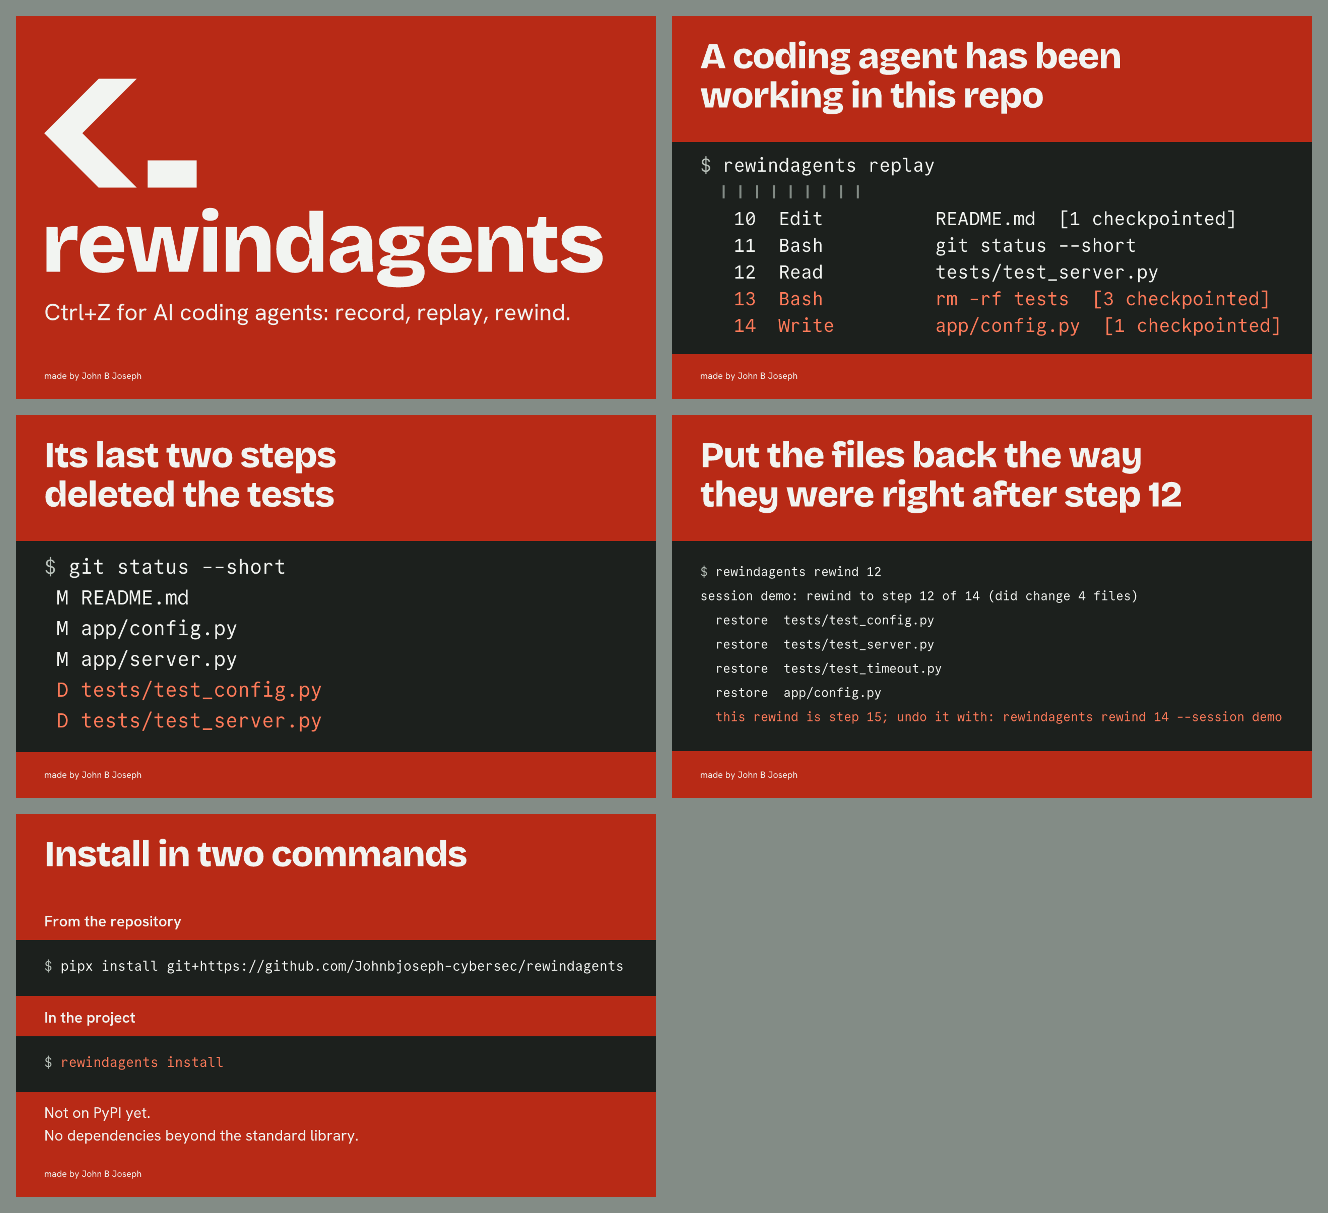 rewindagents
Ctrl+Z for AI coding agents: record, replay, rewind.
made by John B Joseph
A coding agent has been
working in this repo
$ rewindagents replay
| | | | | | | | |
10 Edit README.md [1 checkpointed]
11 Bash git status --short
12 Read tests/test_server.py
13 Bash rm -rf tests [3 checkpointed]
14 Write app/config.py [1 checkpointed]
made by John B Joseph
Its last two steps
deleted the tests
$ git status --short
M README.md
M app/config.py
M app/server.py
D tests/test_config.py
D tests/test_server.py
made by John B Joseph
Put the files back the way
they were right after step 12
$ rewindagents rewind 12
session demo: rewind to step 12 of 14 (did change 4 files)
restore tests/test_config.py
restore tests/test_server.py
restore tests/test_timeout.py
restore app/config.py
this rewind is step 15; undo it with: rewindagents rewind 14 --session demo
made by John B Joseph
Install in two commands
From the repository
$ pipx install git+https://github.com/Johnbjoseph-cybersec/rewindagents
In the project
$ rewindagents install
Not on PyPI yet.
No dependencies beyond the standard library.
made by John B Joseph